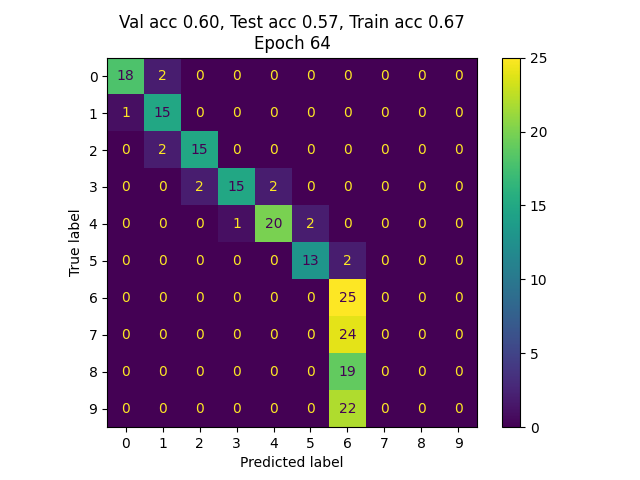 Val acc 0.60, Test acc 0.57, Train acc 0.67
Epoch 64
0 18 2 0 0 0 0 0 0 0 0
1 1 15 0 0 0 0 0 0 0 0
2 0 2 15 0 0 0 0 0 0 0
3 0 0 2 15 2 0 0 0 0 0
4 0 0 0 1 20 2 0 0 0 0
5 0 0 0 0 0 13 2 0 0 0
6 0 0 0 0 0 0 25 0 0 0
7 0 0 0 0 0 0 24 0 0 0
8 0 0 0 0 0 0 19 0 0 0
9 0 0 0 0 0 0 22 0 0 0
0 1 2 3 4 5 6 7 8 9
Predicted label
True label
25
20
15
10
5
0